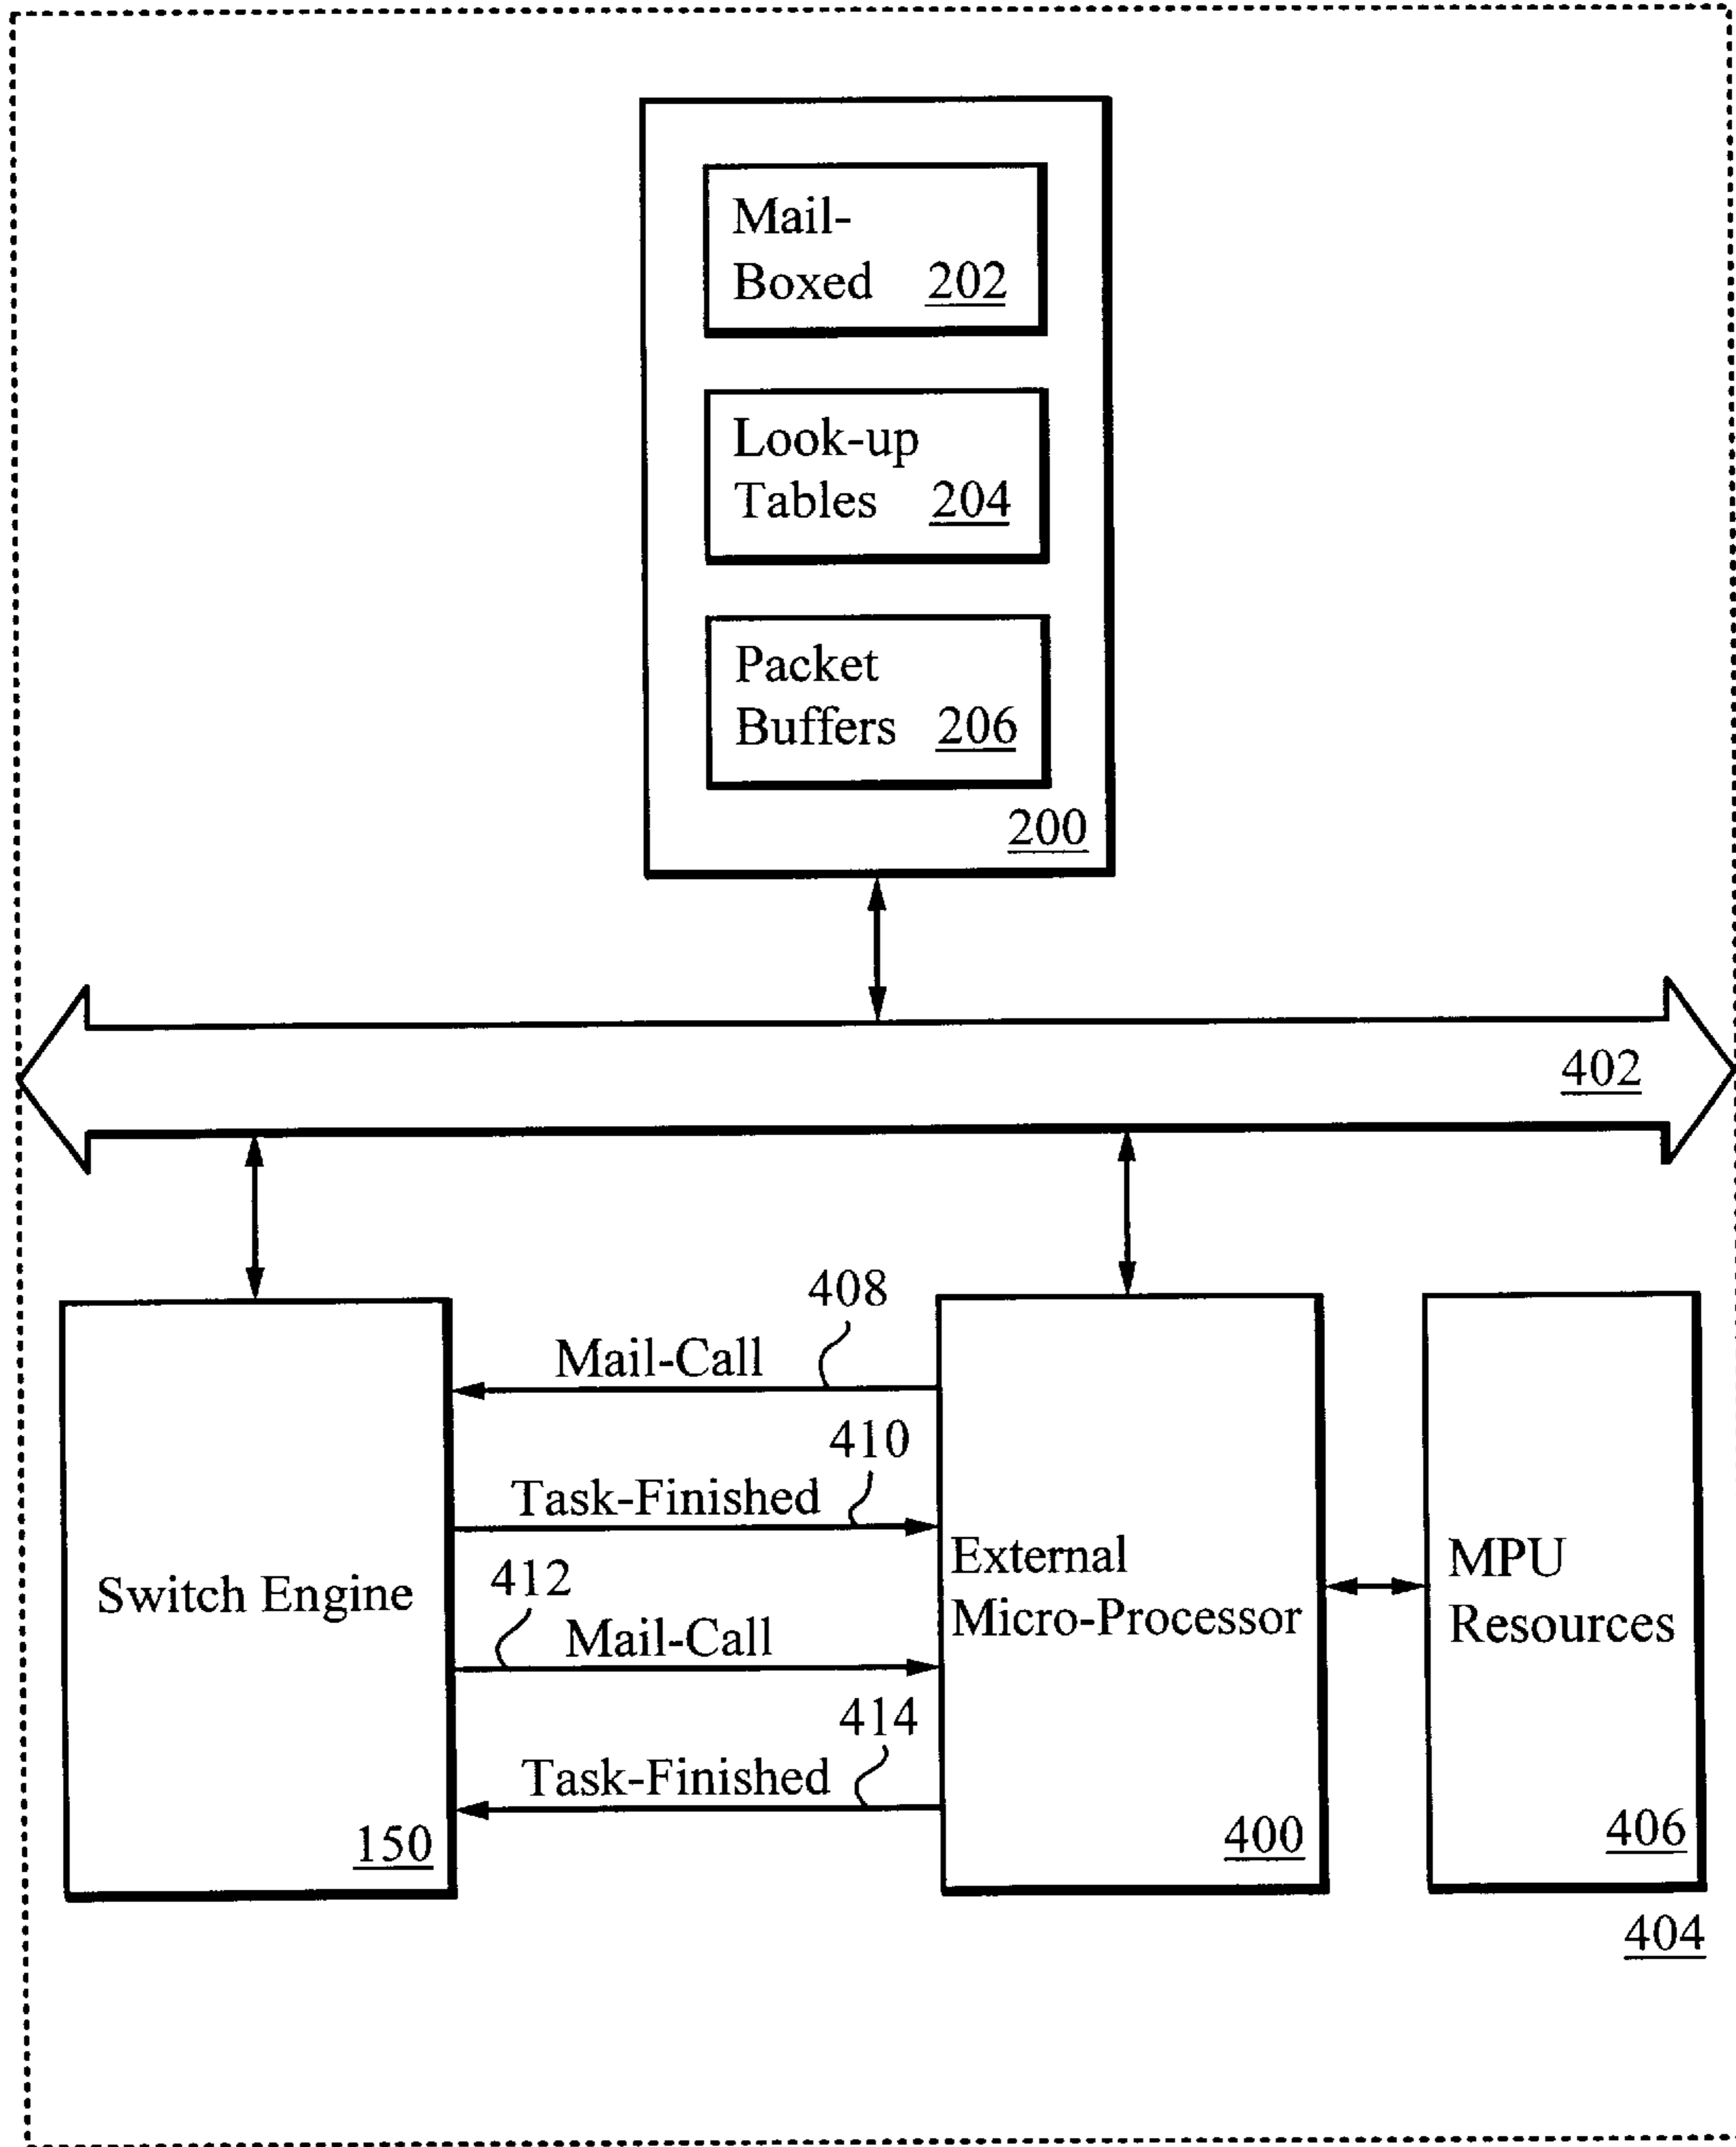 Mail-
Boxed 202
Look-up
Tables 204
Packet
Buffers 206
200
402
408
Mail-Call
410
Task-Finished
412
Mail-Call
414
Task-Finished
Switch Engine
150
External
Micro-Processor
400
MPU
Resources
406
404